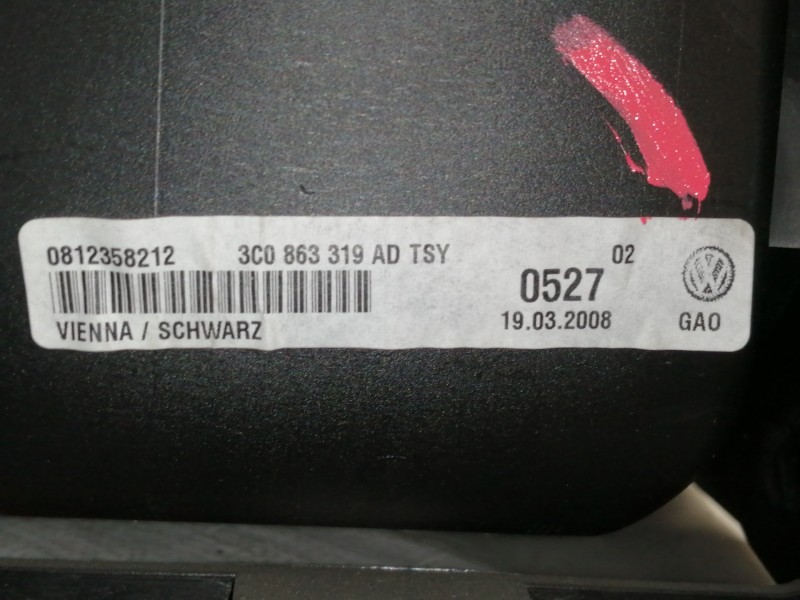 0812358212 3C0 863 319 AD TSY 02
0527
VIENNA / SCHWARZ 19.03.2008 GAO